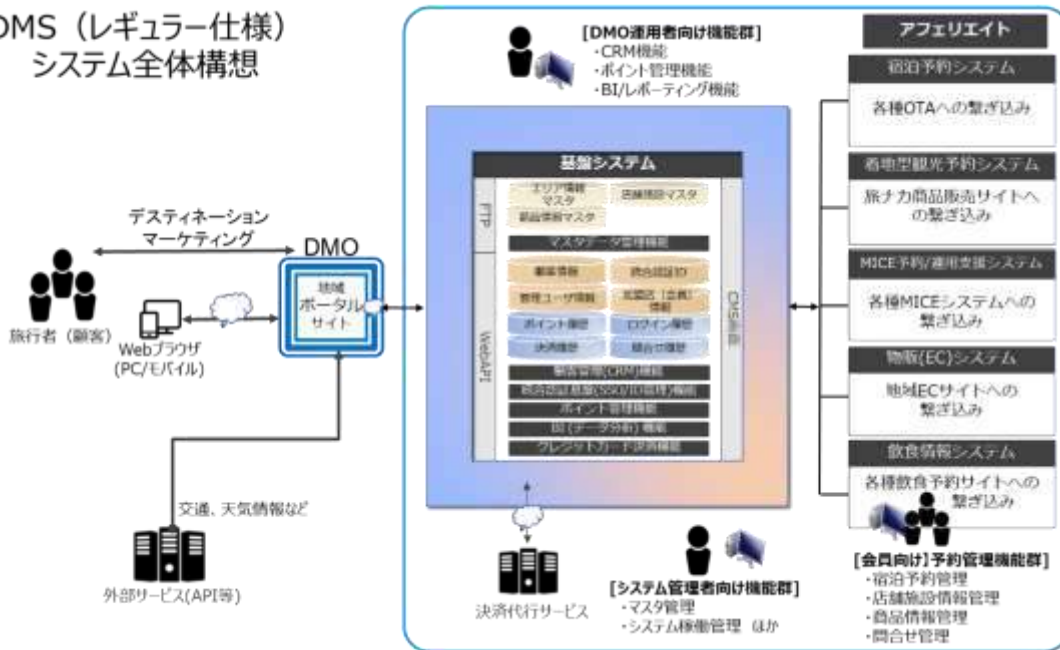 DMS（レギュラー仕様）
システム全体構想
[DMO運用者向け機能群]
・CRM機能
・ポイント管理機能
・BI/レポーティング機能
アフェリエイト
宿泊予約システム
各種OTAへの繋ぎ込み
着地型観光予約システム
旅ナカ商品販売サイトへ
の繋ぎ込み
MICE予約/運用支援システム
各種MICEシステムへの
繋ぎ込み
物販(EC)システム
地域ECサイトへの
繋ぎ込み
飲食情報システム
各種飲食予約サイトへの
繋ぎ込み
基盤システム
FTP
エリア情報
マスタ
店舗施設マスタ
商品情報マスタ
マスタデータ管理機能
WebAPI
顧客情報
統合認証ID
管理ユーザ情報
加盟店（会員）
情報
ポイント履歴
ログイン履歴
決済履歴
問合せ履歴
顧客管理(CRM)機能
統合認証基盤(SSO/ID管理)機能
ポイント管理機能
BI (データ分析) 機能
クレジットカード決済機能
デスティネーション
マーケティング
DMO
地域
ポータル
サイト
旅行者（顧客）
Webブラウザ
(PC/モバイル)
交通、天気情報など
外部サービス(API等)
決済代行サービス
[システム管理者向け機能群]
・マスタ管理
・システム稼働管理 ほか
[会員向け]予約管理機能群]
・宿泊予約管理
・店舗施設情報管理
・商品情報管理
・問合せ管理